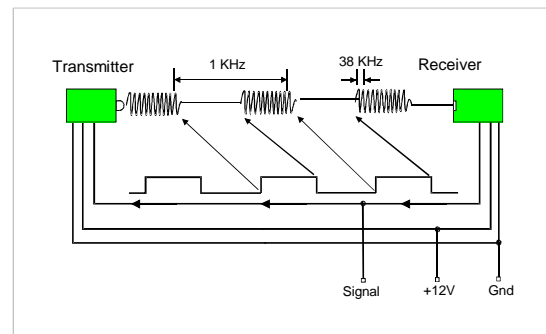 1 KHz
38 KHz
Transmitter
Receiver
Signal
+12V
Gnd